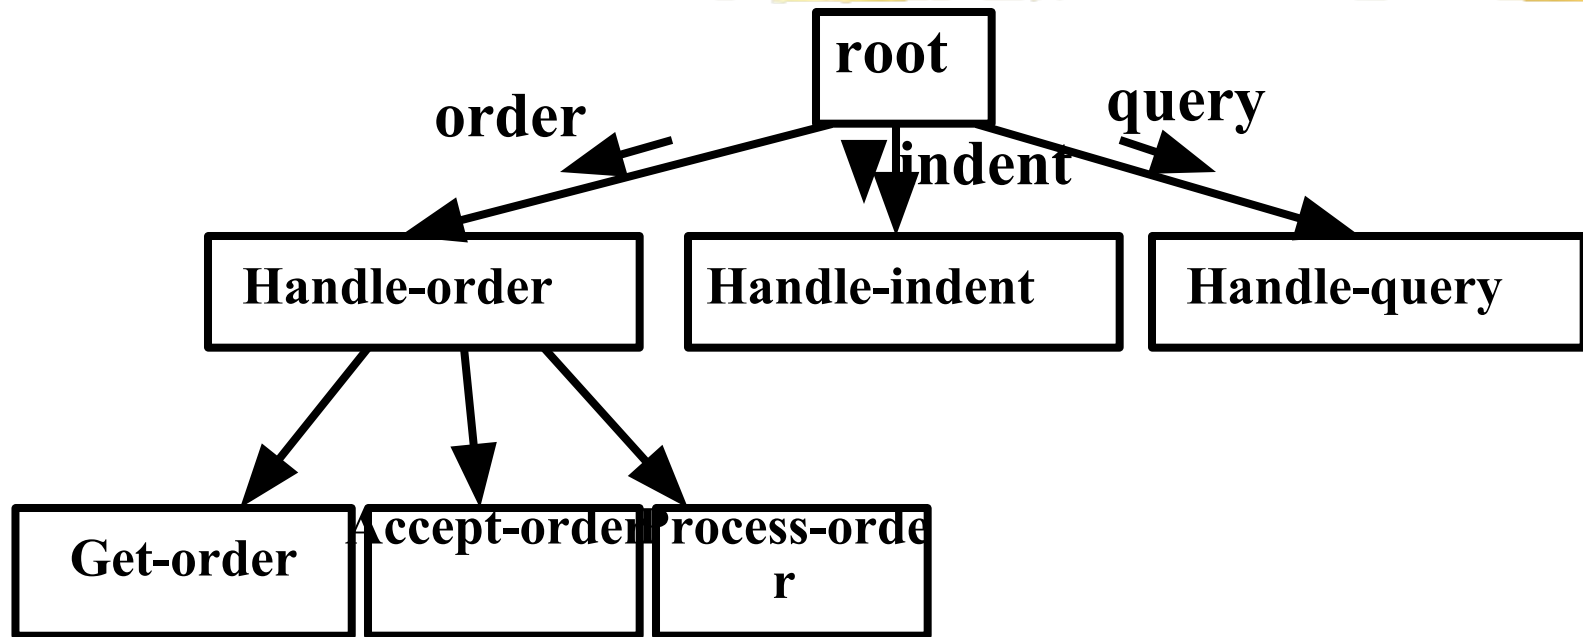 root
order
query
indent
Handle-order
Handle-indent
Handle-query
Get-order
Accept-order
Process-orde
r